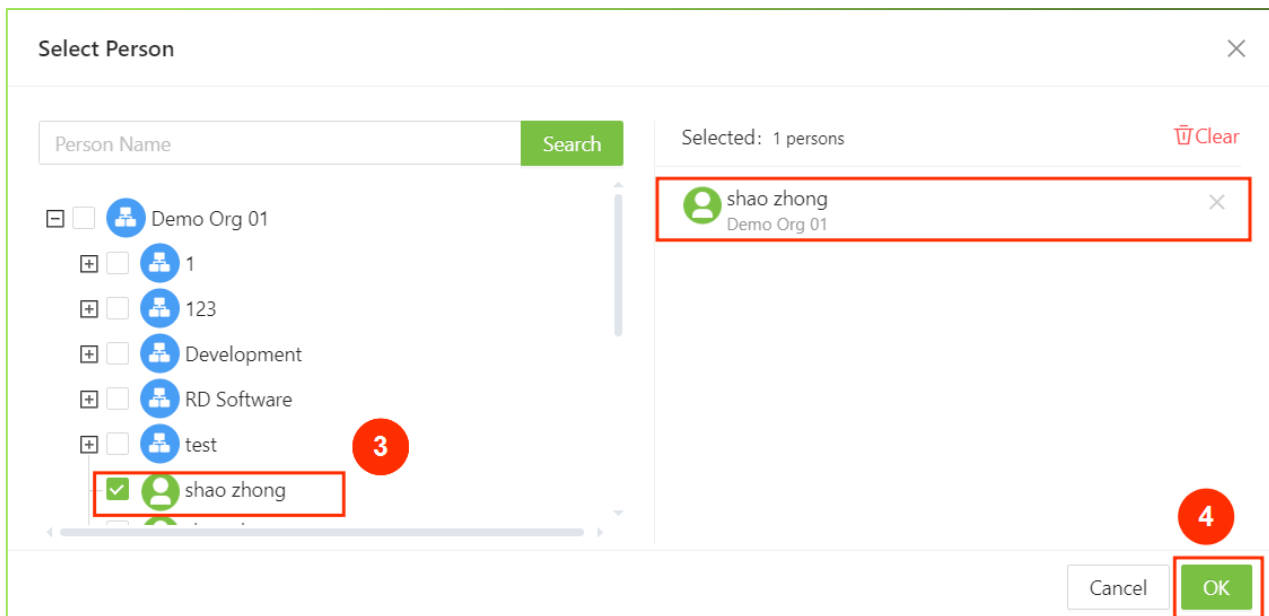 Select Person
Person Name
Search
Demo Org 01
1
123
Development
RD Software
test
3
shao zhong
Selected: 1 persons
Clear
shao zhong
Demo Org 01
4
Cancel
OK